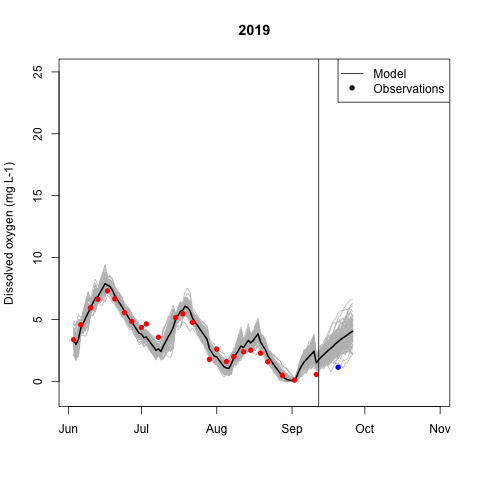 2019
Model
Observations
Dissolved oxygen (mg L-1)
25
20
15
10
5
0
Jun Jul Aug Sep Oct Nov